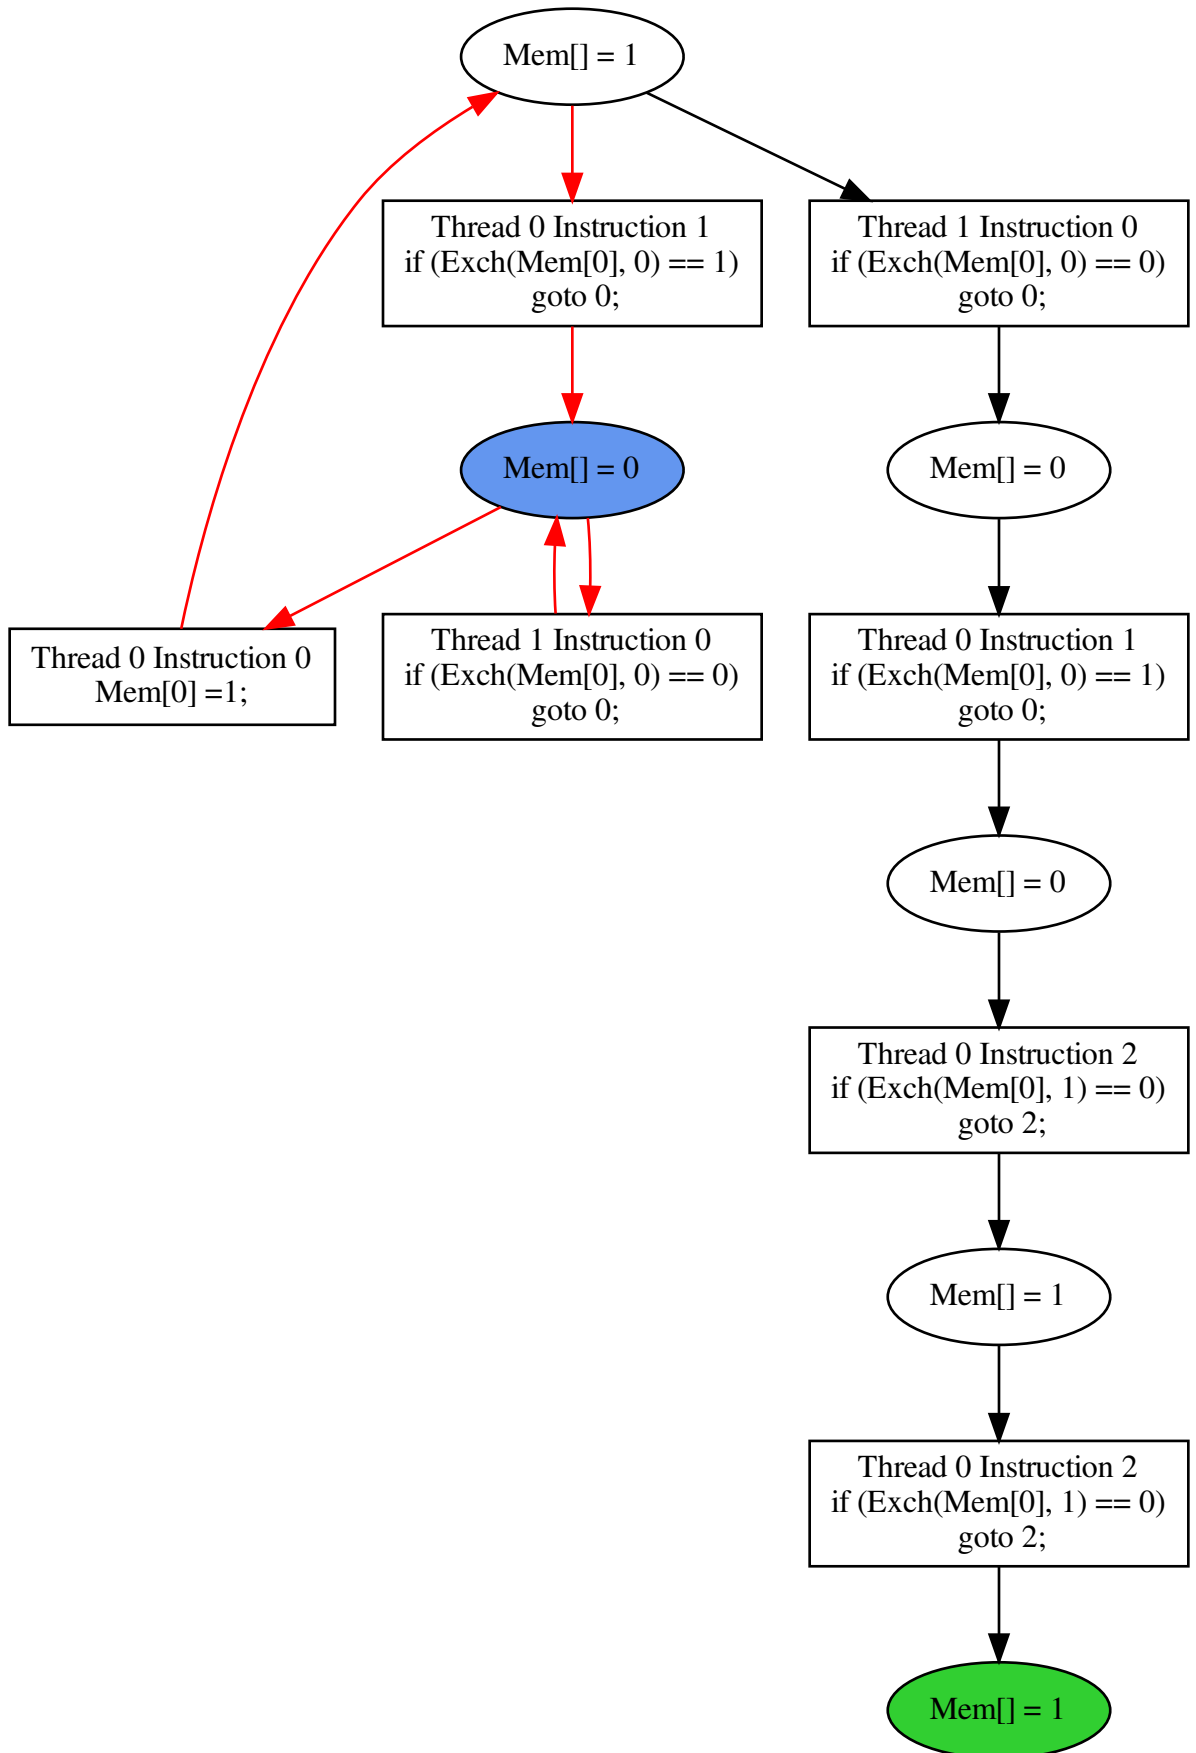 Mem[] = 1
Thread 0 Instruction 1
if (Exch(Mem[0], 0) == 1)
goto 0;
Thread 1 Instruction 0
if (Exch(Mem[0], 0) == 0)
goto 0;
Mem[] = 0
Mem[] = 0
Thread 0 Instruction 0
Mem[0] =1;
Thread 1 Instruction 0
if (Exch(Mem[0], 0) == 0)
goto 0;
Thread 0 Instruction 1
if (Exch(Mem[0], 0) == 1)
goto 0;
Mem[] = 0
Thread 0 Instruction 2
if (Exch(Mem[0], 1) == 0)
goto 2;
Mem[] = 1
Thread 0 Instruction 2
if (Exch(Mem[0], 1) == 0)
goto 2;
Mem[] = 1